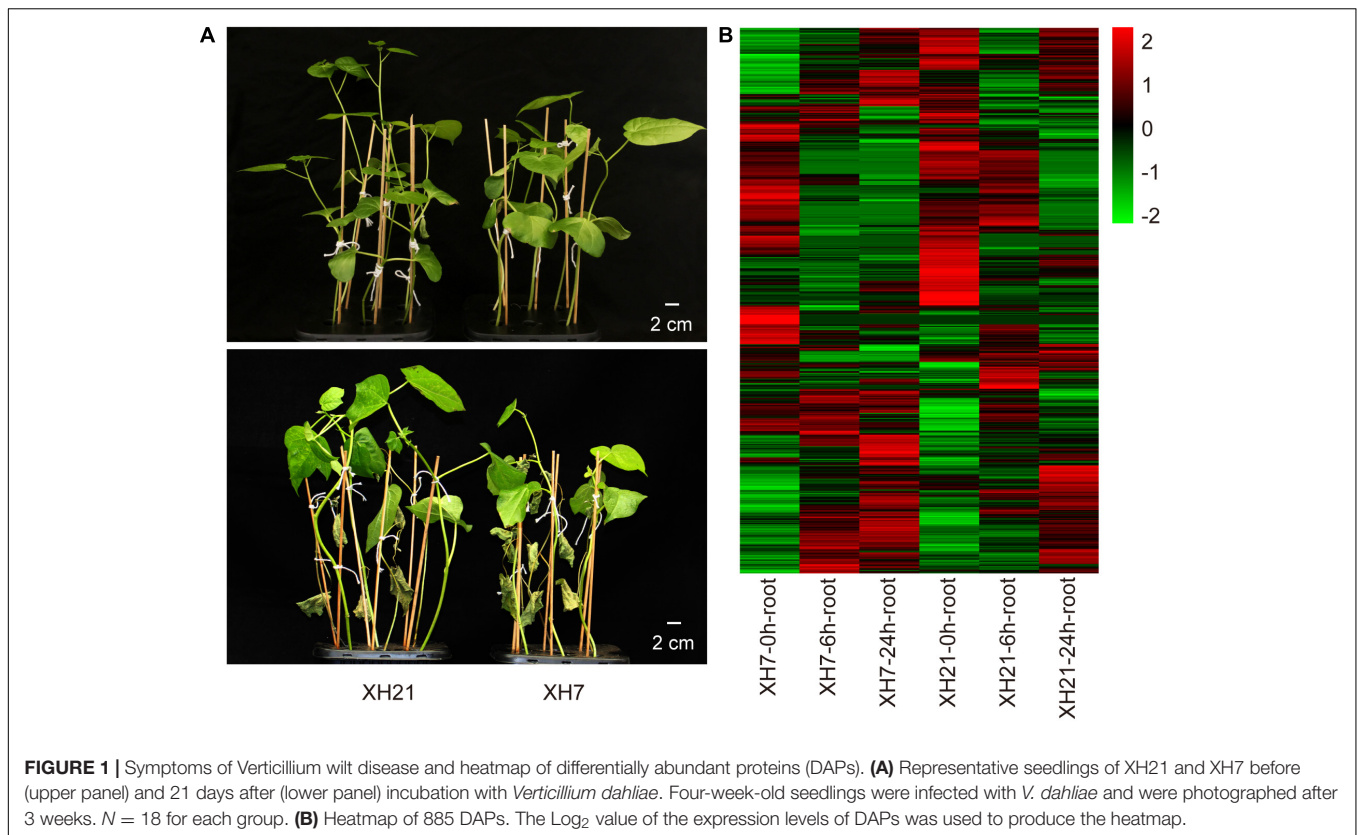 A
2 cm
2 cm
XH21
XH7
B
2
1
0
-1
-2
XH7-0h-root
XH7-6h-root
XH7-24h-root
XH21-0h-root
XH21-6h-root
XH21-24h-root
FIGURE 1 | Symptoms of Verticillium wilt disease and heatmap of differentially abundant proteins (DAPs). (A) Representative seedlings of XH21 and XH7 before
(upper panel) and 21 days after (lower panel) incubation with Verticillium dahliae. Four-week-old seedlings were infected with V. dahliae and were photographed after
3 weeks. N = 18 for each group. (B) Heatmap of 885 DAPs. The Log₂ value of the expression levels of DAPs was used to produce the heatmap.